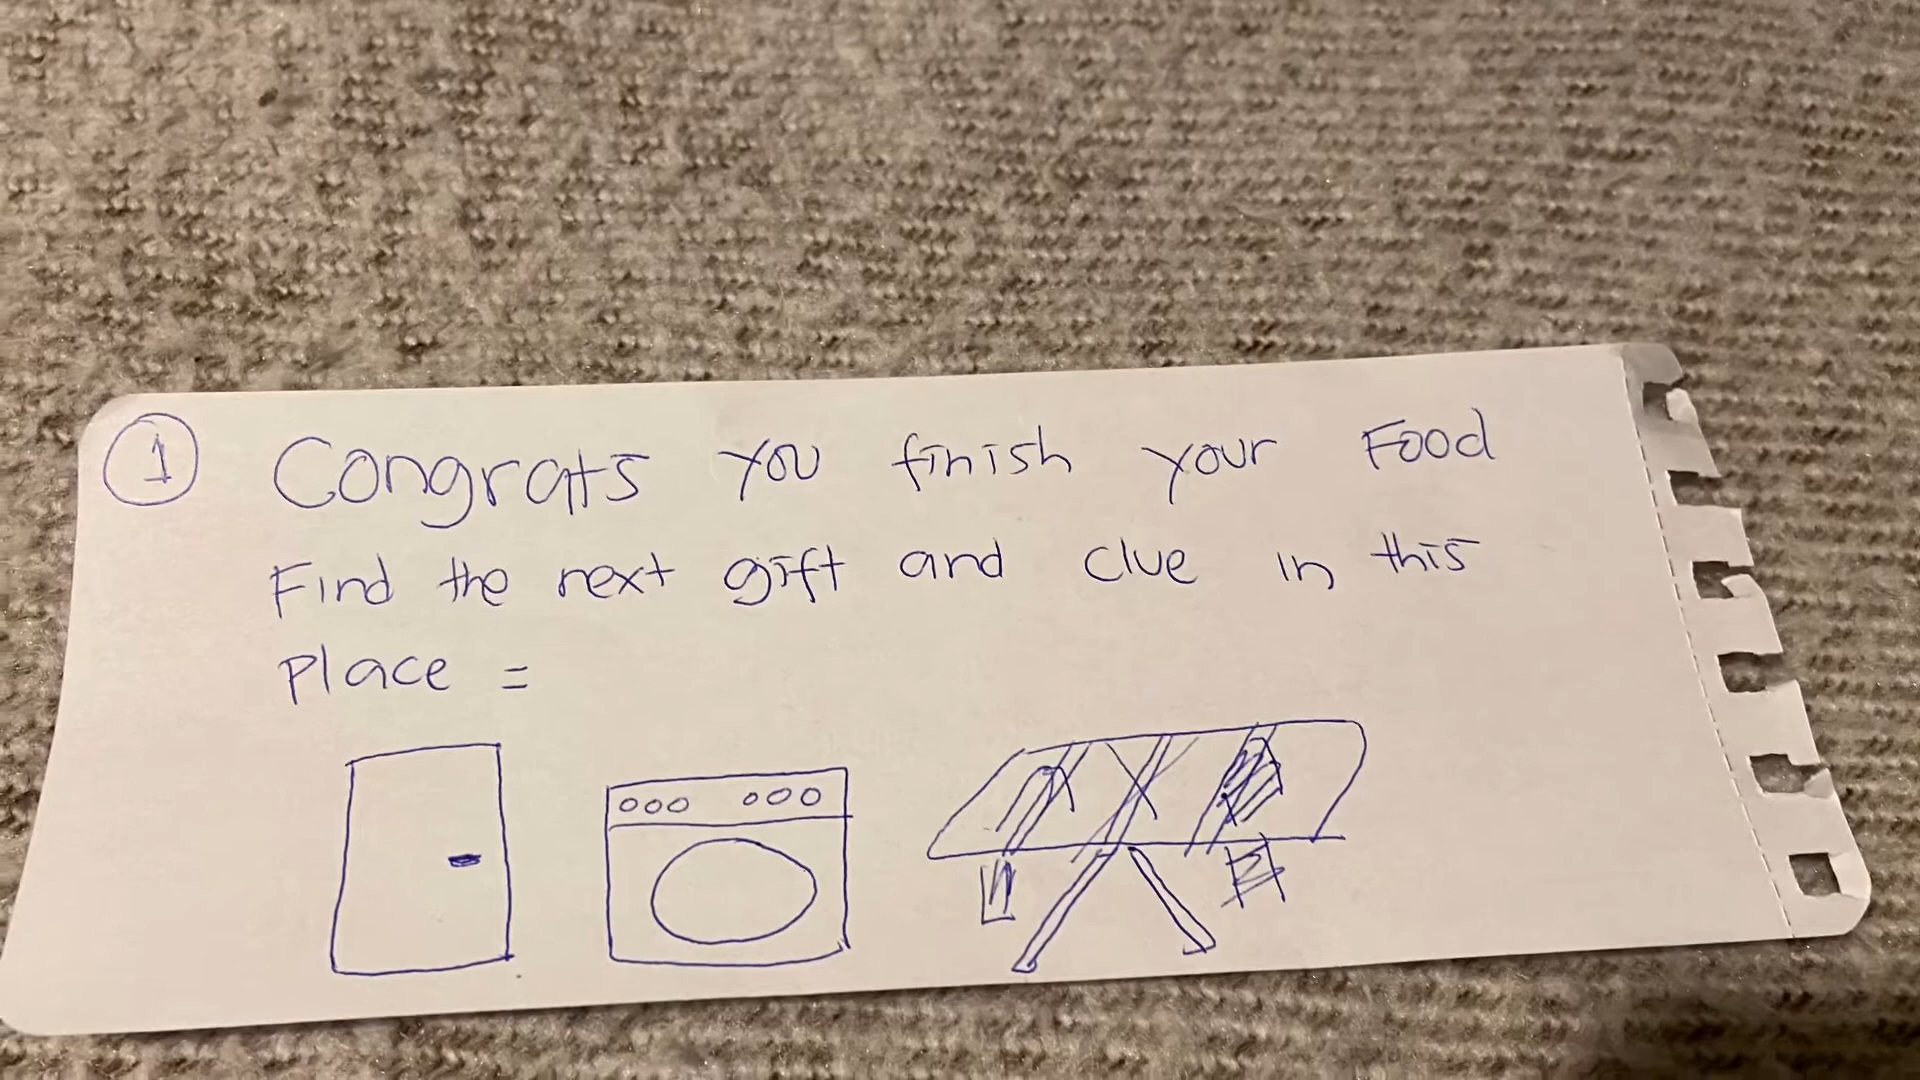 1 Congrats you finish your Food
Find the next gift and clue in this
Place =